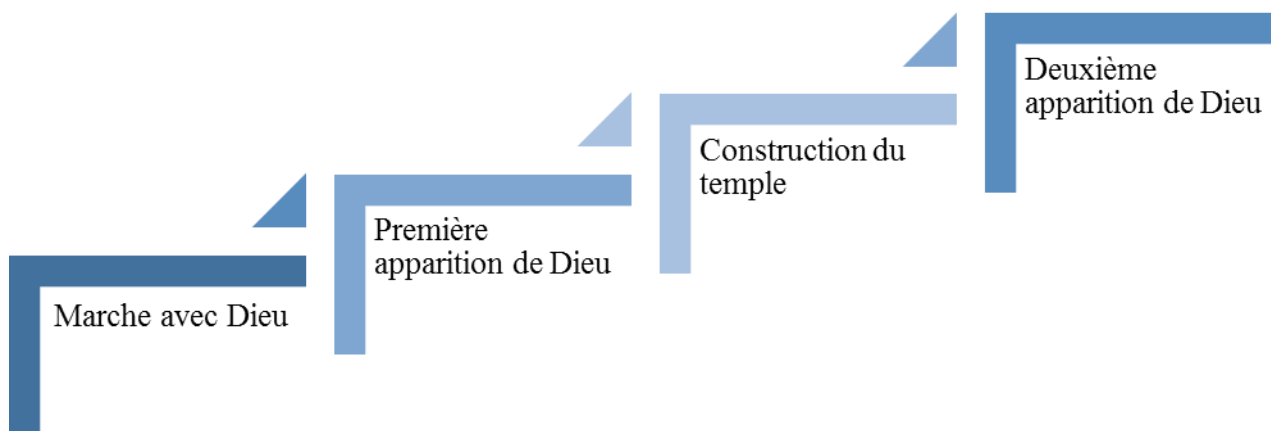 Marche avec Dieu
Première
apparition de Dieu
Construction du
temple
Deuxième
apparition de Dieu